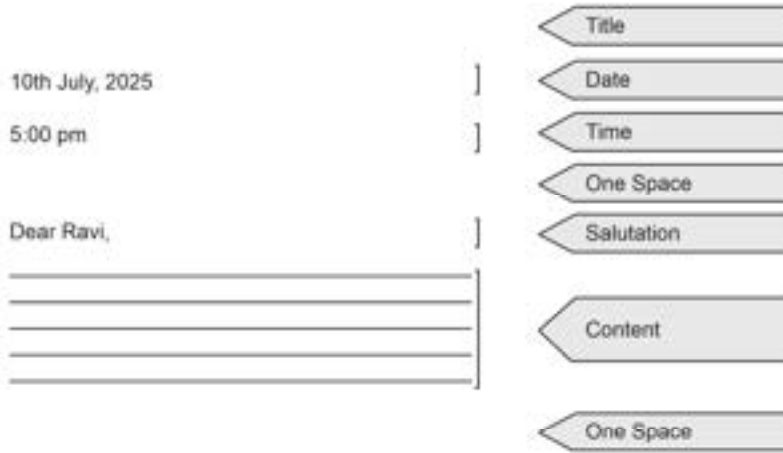 Title
10th July, 2025 Date
5:00 pm Time
One Space
Dear Ravi, Salutation
Content
One Space